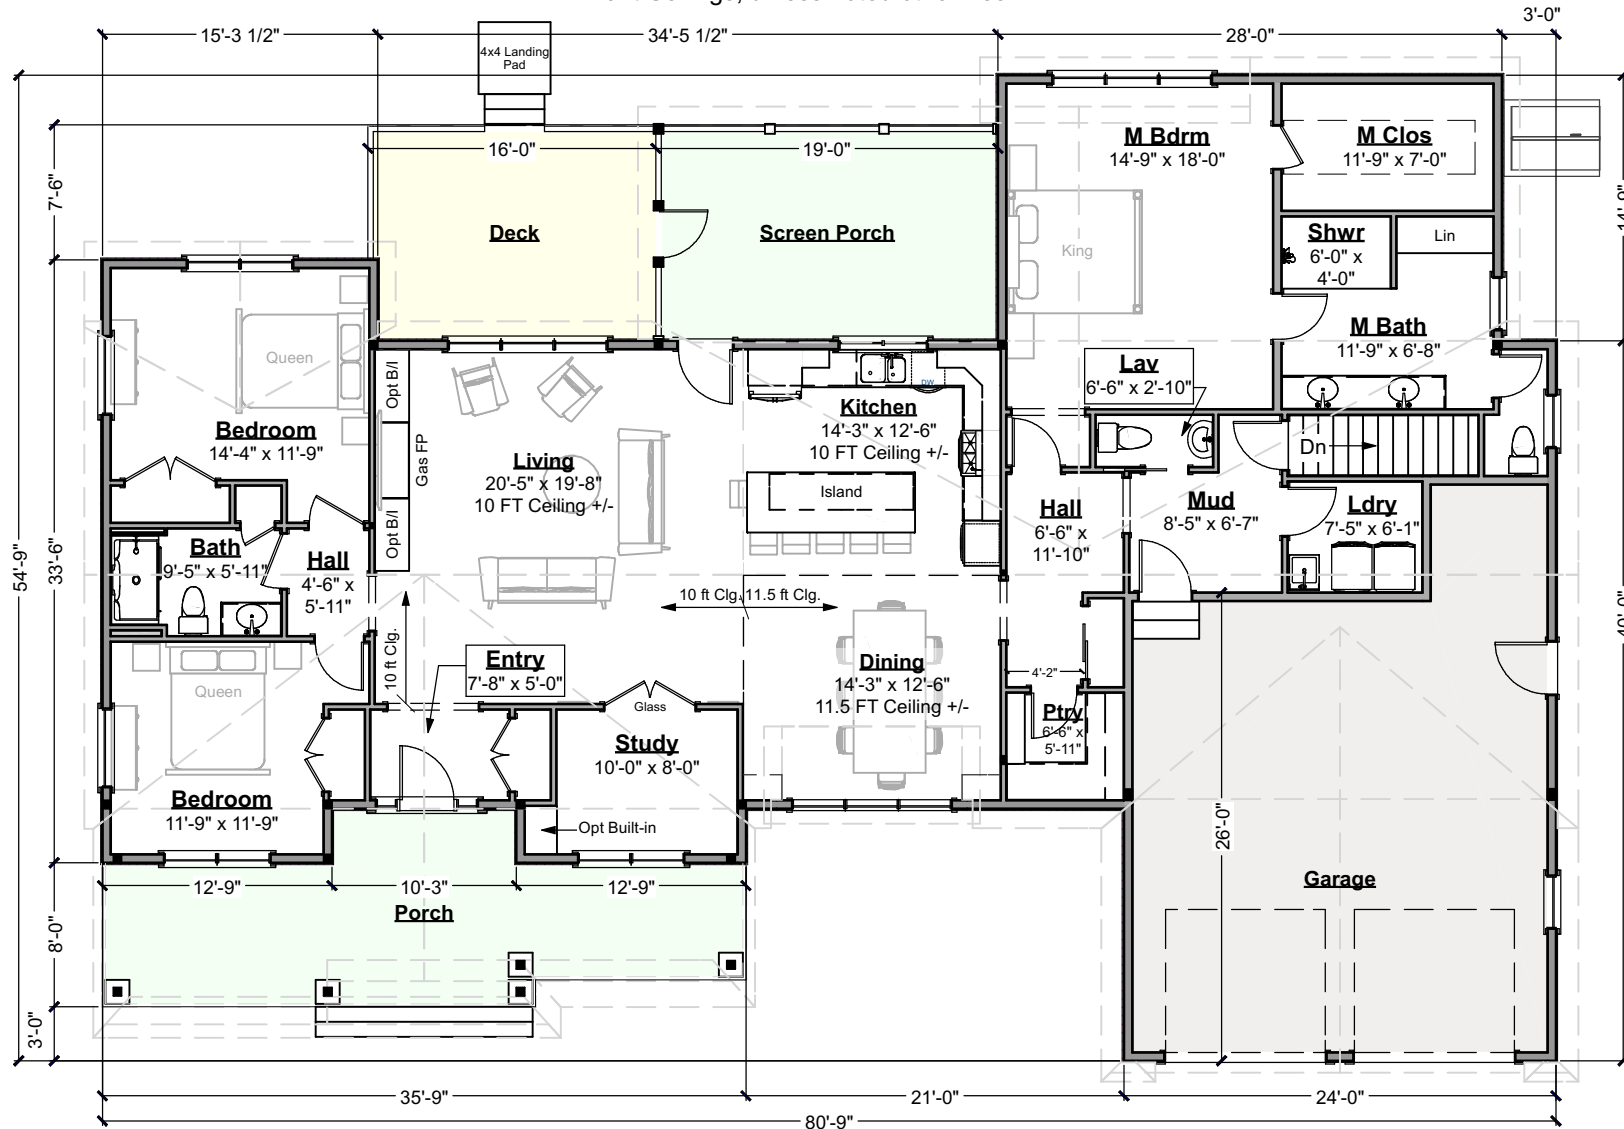 15'-3 1/2"
34'-5 1/2"
28'-0"
3'-0"
4x4 Landing
Pad
16'-0"
19'-0"
M Bdrm
14'-9" x 18'-0"
M Clos
11'-9" x 7'-0"
7'-6"
Deck
Screen Porch
King
Shwr
6'-0" x
4'-0"
Lin
M Bath
11'-9" x 6'-8"
Queen
Bedroom
14'-4" x 11'-9"
Opt B/I
Gas FP
Opt B/I
Living
20'-5" x 19'-8"
10 FT Ceiling +/-
DW
Kitchen
14'-3" x 12'-6"
10 FT Ceiling +/-
Island
Lav
6'-6" x 2'-10"
Dn
Hall
6'-6" x
11'-10"
Mud
8'-5" x 6'-7"
Ldry
7'-5" x 6'-1"
54'-9"
33'-6"
Bath
9'-5" x 5'-11"
Hall
4'-6" x
5'-11"
10 ft Clg.
10 ft Clg.
11.5 ft Clg.
Entry
7'-8" x 5'-0"
Queen
Dining
14'-3" x 12'-6"
11.5 FT Ceiling +/-
4'-2"
Ptry
6'-6" x
5'-11"
Glass
Study
10'-0" x 8'-0"
Bedroom
11'-9" x 11'-9"
Opt Built-in
26'-0"
Garage
12'-9"
10'-3"
12'-9"
Porch
8'-0"
3'-0"
35'-9"
21'-0"
24'-0"
80'-9"